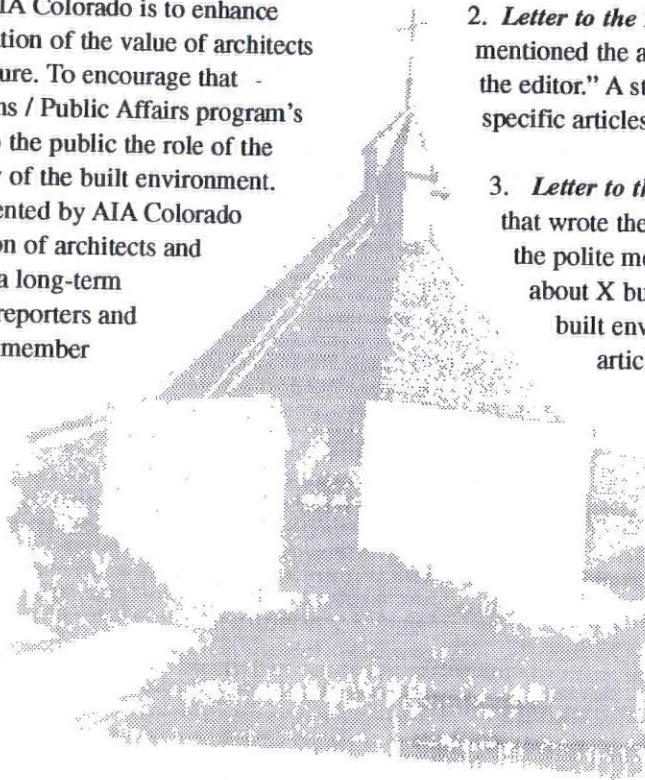 IA Colorado is to enhance
tion of the value of architects
ure. To encourage that -
ns / Public Affairs program's
the public the role of the
y of the built environment.
ented by AIA Colorado
on of architects and
a long-term
reporters and
member
2. Letter to the
mentioned the a
the editor." A st
specific articles
3. Letter to th
that wrote the
the polite me
about X bu
built env
artic